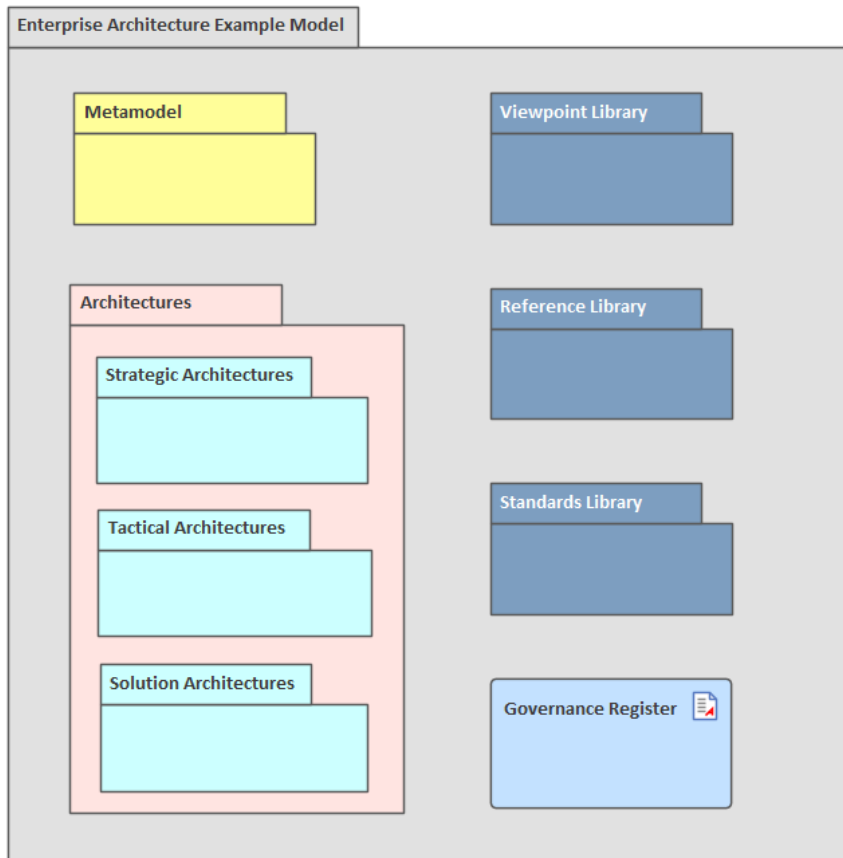 Enterprise Architecture Example Model
Metamodel
Viewpoint Library
Architectures
Reference Library
Strategic Architectures
Tactical Architectures
Standards Library
Solution Architectures
Governance Register